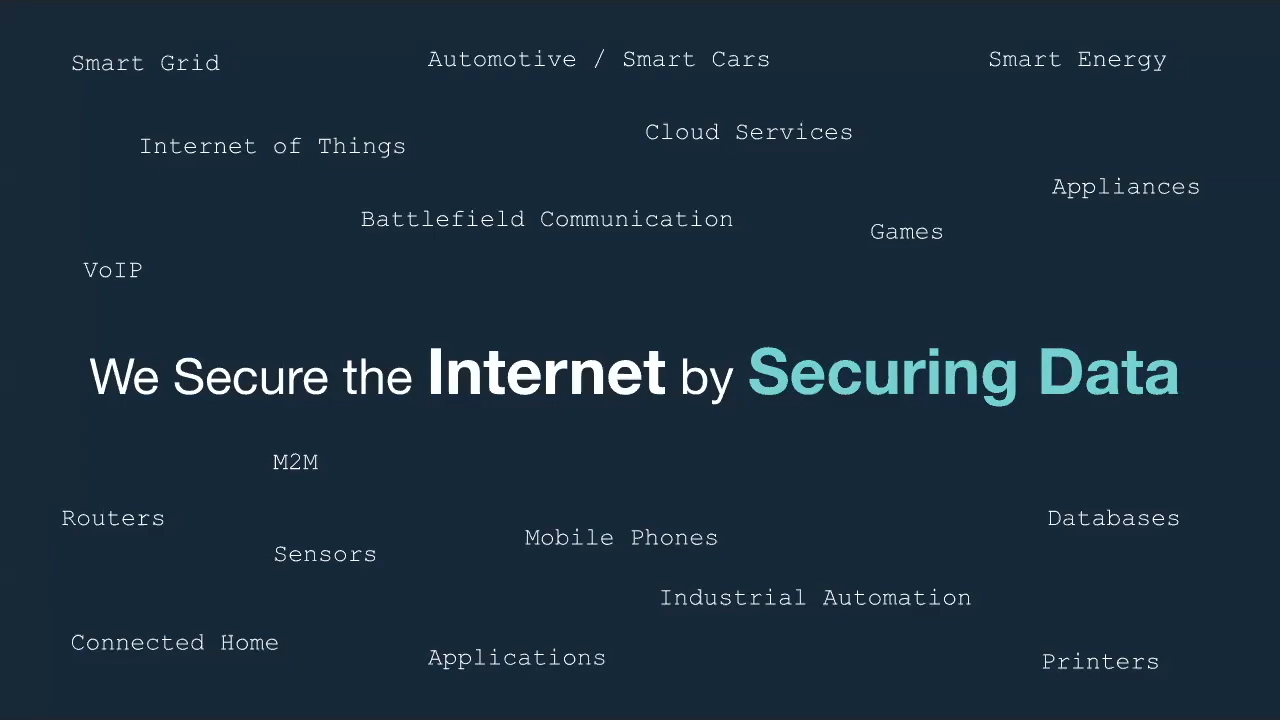 Smart Grid
Automotive / Smart Cars
Smart Energy
Internet of Things
Cloud Services
Appliances
Battlefield Communication
Games
VoIP
We Secure the Internet by Securing Data
M2M
Routers
Databases
Sensors
Mobile Phones
Industrial Automation
Connected Home
Applications
Printers